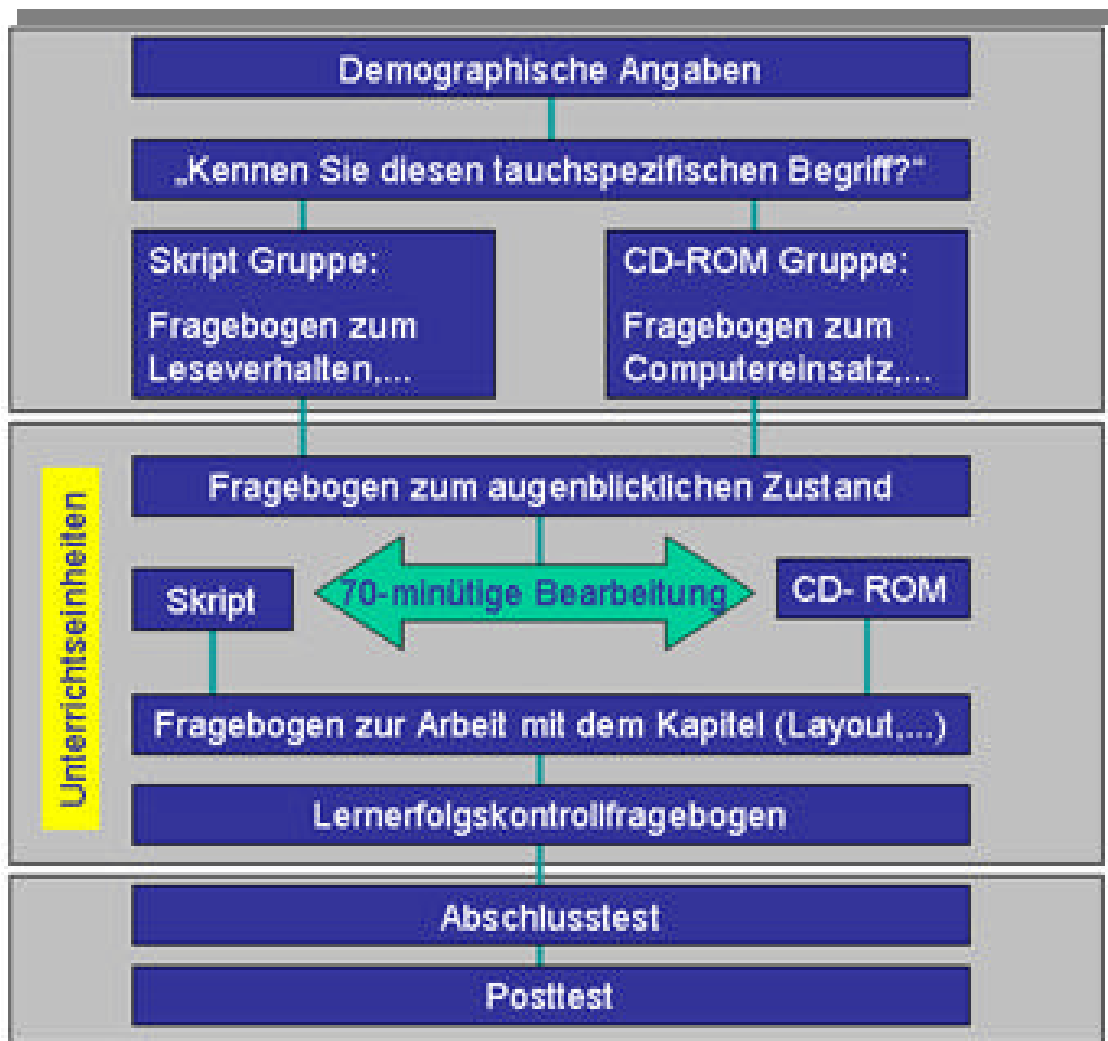 Demographische Angaben
„Kennen Sie diesen tauchspezifischen Begriff?“
Skript Gruppe:
Fragebogen zum
Leseverhalten,...
CD-ROM Gruppe:
Fragebogen zum
Computereinsatz,...
Unterrichtseinheiten
Fragebogen zum augenblicklichen Zustand
Skript
70-minütige Bearbeitung
CD- ROM
Fragebogen zur Arbeit mit dem Kapitel (Layout,...)
Lernerfolgskontrollfragebogen
Abschlusstest
Posttest